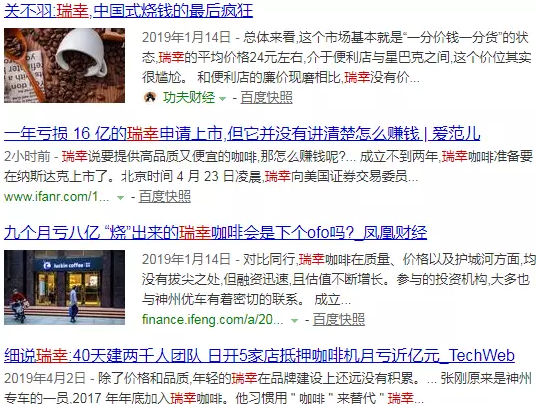 关不羽:瑞幸,中国式烧钱的最后疯狂
2019年1月14日 - 总体来看,这个市场基本就是“一分价钱一分货”的状
态,瑞幸的平均价格24元左右,介于便利店与星巴克之间,这个价位其实
很尴尬。 和便利店的廉价现磨相比,瑞幸没有价...
功夫财经 - 百度快照
一年亏损 16 亿的瑞幸申请上市,但它并没有讲清楚怎么赚钱 | 爱范儿
2小时前 - 瑞幸说要提供高品质又便宜的咖啡,那怎么赚钱呢?... 成立不到两年,瑞幸咖啡准备要
在纳斯达克上市了。北京时间 4 月 23 日凌晨,瑞幸向美国证券交易委员...
www.ifanr.com/1... - 百度快照
九个月亏八亿 “烧”出来的瑞幸咖啡会是下个ofo吗?_凤凰财经
luckin coffee
2019年1月14日 - 对比同行,瑞幸咖啡在质量、价格以及护城河方面,均
没有拔尖之处,但融资迅速,且估值不断增长。参与的投资机构,大多也
与神州优车有着密切的联系。 成立...
finance.ifeng.com/a/20... - 百度快照
细说瑞幸:40天建两千人团队 日开5家店抵押咖啡机月亏近亿元_TechWeb
2019年4月2日 - 除了价格和品质,年轻的瑞幸在品牌建设上还远没有积累。... 张刚原来是神州
专车的一员,2017 年年底加入瑞幸咖啡。他习惯用 " 咖啡 " 来替代 " 瑞幸...